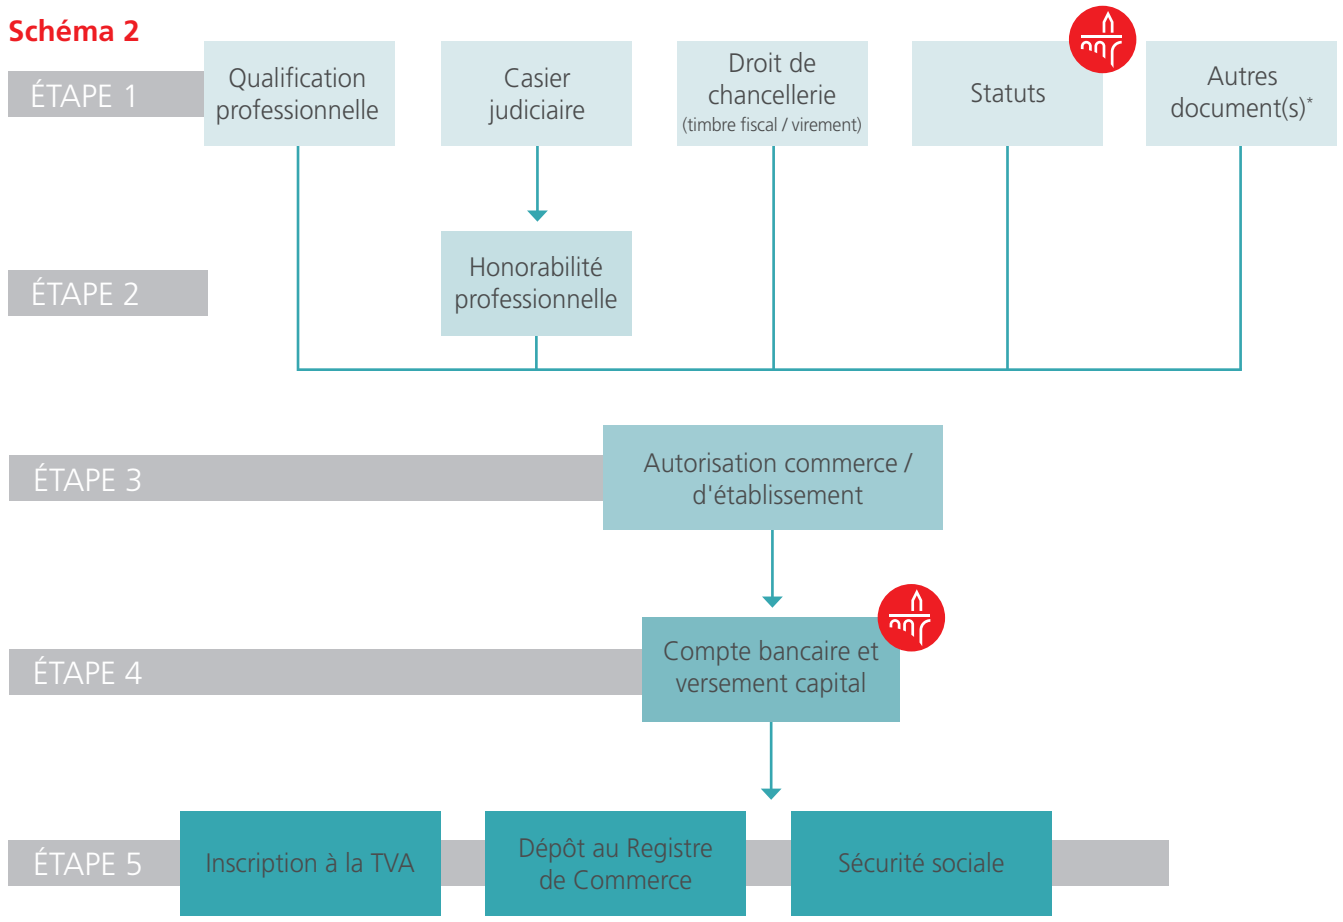 Schéma 2
ÉTAPE 1
Qualification
professionnelle
Casier
judiciaire
Droit de
chancellerie
(timbre fiscal / virement)
Statuts
Autres
document(s)*
ÉTAPE 2
Honorabilité
professionnelle
ÉTAPE 3
Autorisation commerce /
d'établissement
ÉTAPE 4
Compte bancaire et
versement capital
ÉTAPE 5
Inscription à la TVA
Dépôt au Registre
de Commerce
Sécurité sociale